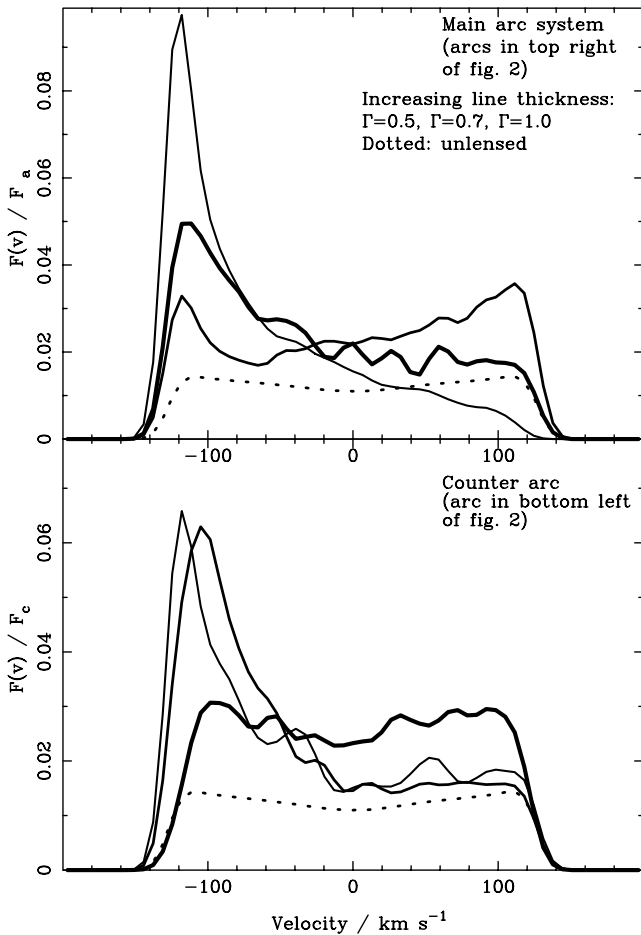 Main arc system
(arcs in top right
of fig. 2)
Increasing line thickness:
Γ=0.5, Γ=0.7, Γ=1.0
Dotted: unlensed
F(v) / F_a
0.08
0.06
0.04
0.02
0
−100 0 100
Counter arc
(arc in bottom left
of fig. 2)
F(v) / F_c
0.06
0.04
0.02
0
−100 0 100
Velocity / km s⁻¹